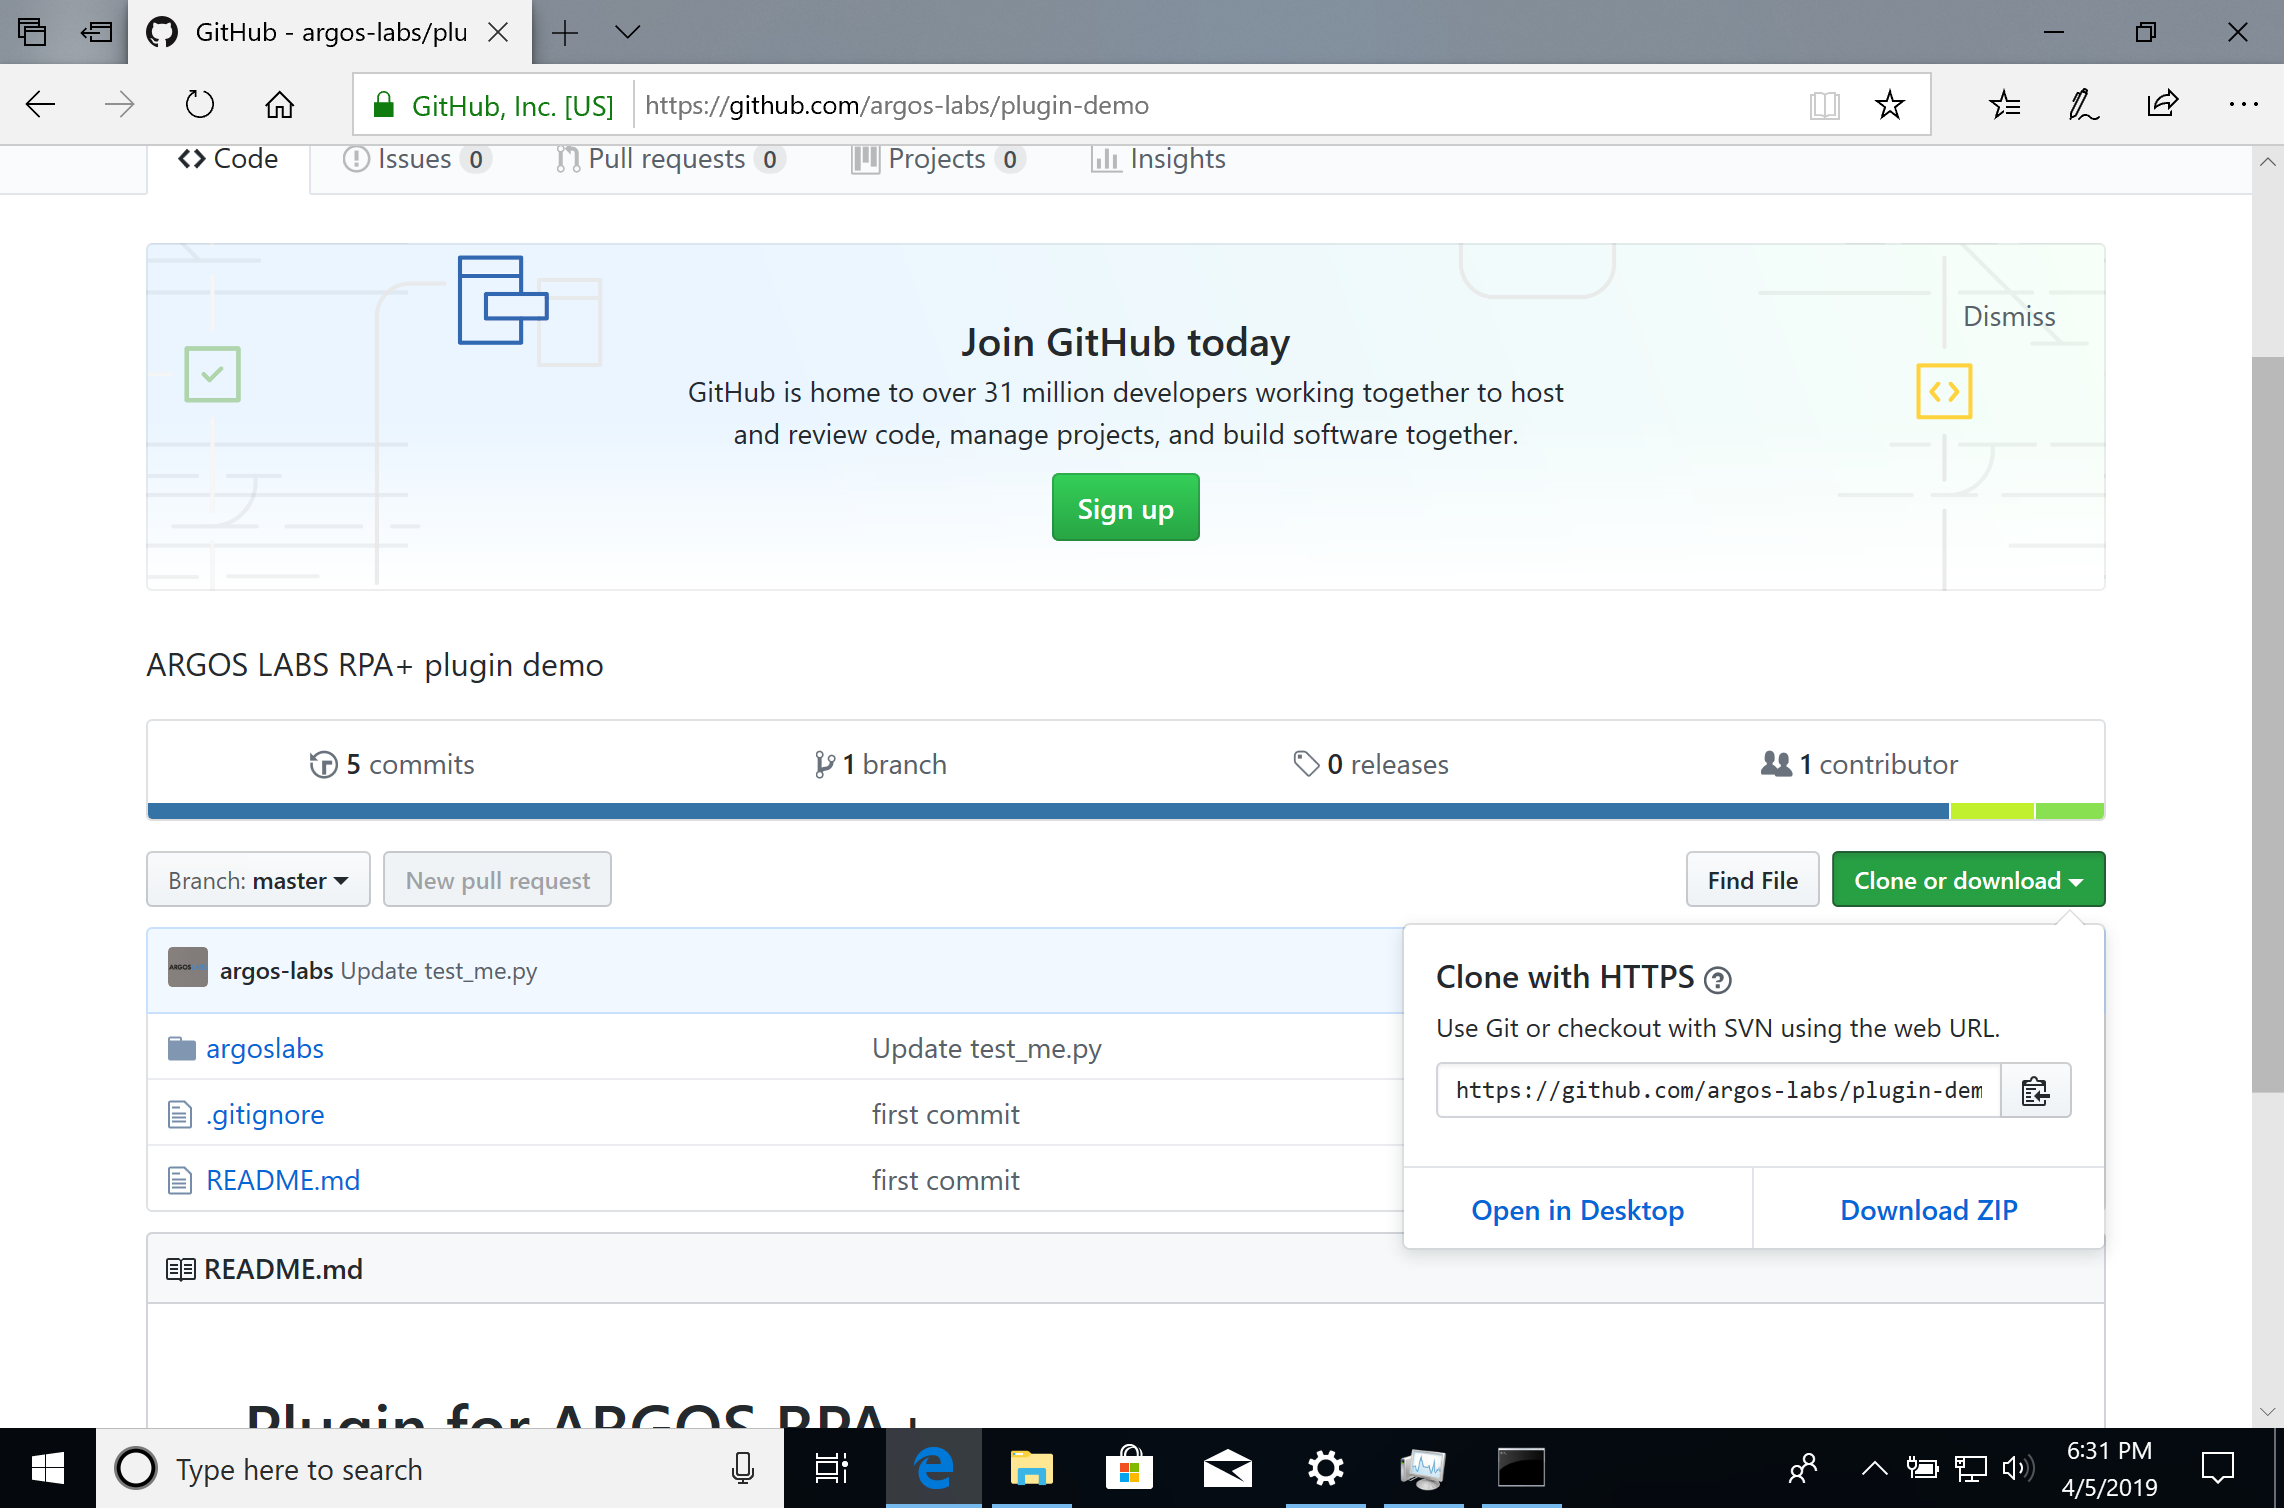 GitHub - argos-labs/plu
GitHub, Inc. [US] https://github.com/argos-labs/plugin-demo
Code Issues 0 Pull requests 0 Projects 0 Insights
Dismiss
Join GitHub today
GitHub is home to over 31 million developers working together to host
and review code, manage projects, and build software together.
Sign up
ARGOS LABS RPA+ plugin demo
5 commits 1 branch 0 releases 1 contributor
Branch: master New pull request Find File Clone or download
ARGOS
argos-labs Update test_me.py
argoslabs Update test_me.py
.gitignore first commit
README.md first commit
Clone with HTTPS
Use Git or checkout with SVN using the web URL.
https://github.com/argos-labs/plugin-dem
Open in Desktop Download ZIP
README.md
Plugin for ARGOS RPA+
Type here to search
6:31 PM
4/5/2019